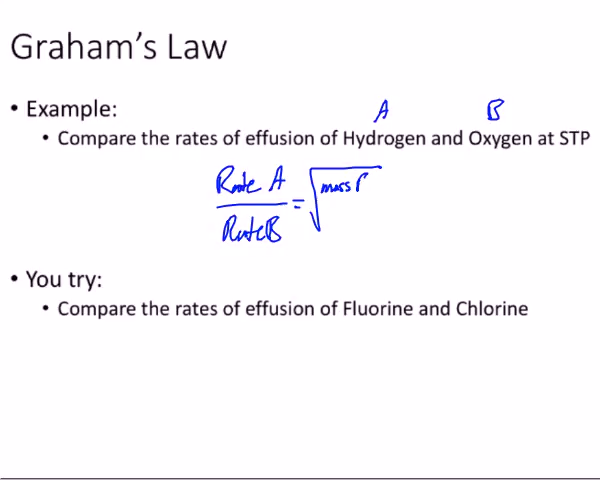 Graham's Law
• Example:
A B
• Compare the rates of effusion of Hydrogen and Oxygen at STP
Rate A
Rate B
= √mass
• You try:
• Compare the rates of effusion of Fluorine and Chlorine